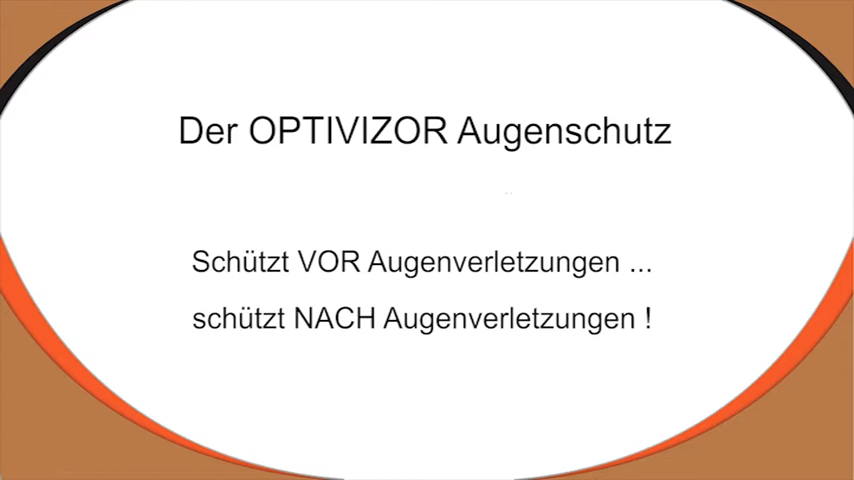 Der OPTIVIZOR Augenschutz
Schützt VOR Augenverletzungen ...
schützt NACH Augenverletzungen !